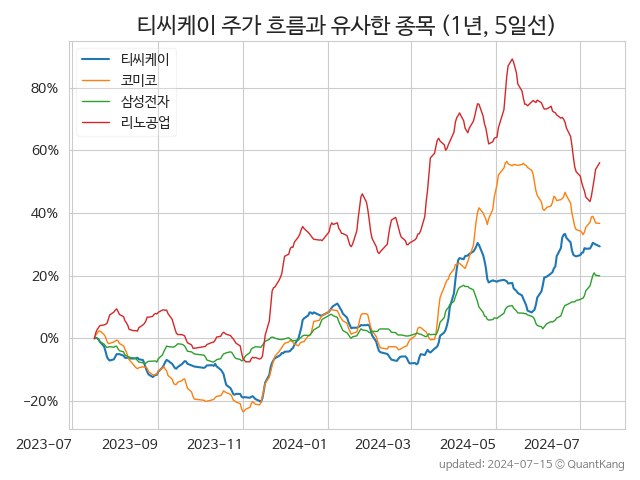 티씨케이 주가 흐름과 유사한 종목 (1년, 5일선)
티씨케이
코미코
삼성전자
리노공업
80%
60%
40%
20%
0%
−20%
2023-07 2023-09 2023-11 2024-01 2024-03 2024-05 2024-07
updated: 2024-07-15 © QuantKang